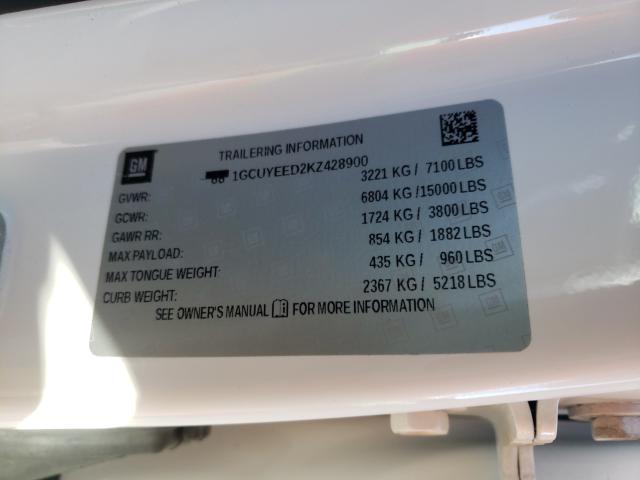 GM
TRAILERING INFORMATION
1GCUYEED2KZ428900
GVWR: 3221 KG / 7100 LBS
GCWR: 6804 KG /15000 LBS
GAWR RR: 1724 KG / 3800 LBS
MAX PAYLOAD: 854 KG / 1882 LBS
MAX TONGUE WEIGHT: 435 KG / 960 LBS
CURB WEIGHT: 2367 KG / 5218 LBS
SEE OWNER'S MANUAL FOR MORE INFORMATION